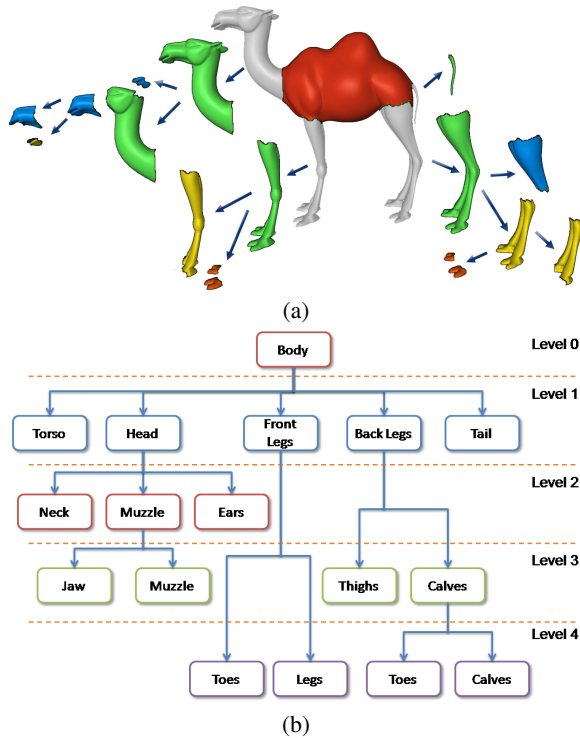 (a)
Level 0
Body
Level 1
Torso
Head
Front
Legs
Back Legs
Tail
Level 2
Neck
Muzzle
Ears
Level 3
Jaw
Muzzle
Thighs
Calves
Level 4
Toes
Legs
Toes
Calves
(b)